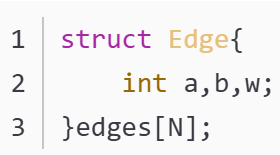 1 struct Edge{
2     int a,b,w;
3 }edges[N];